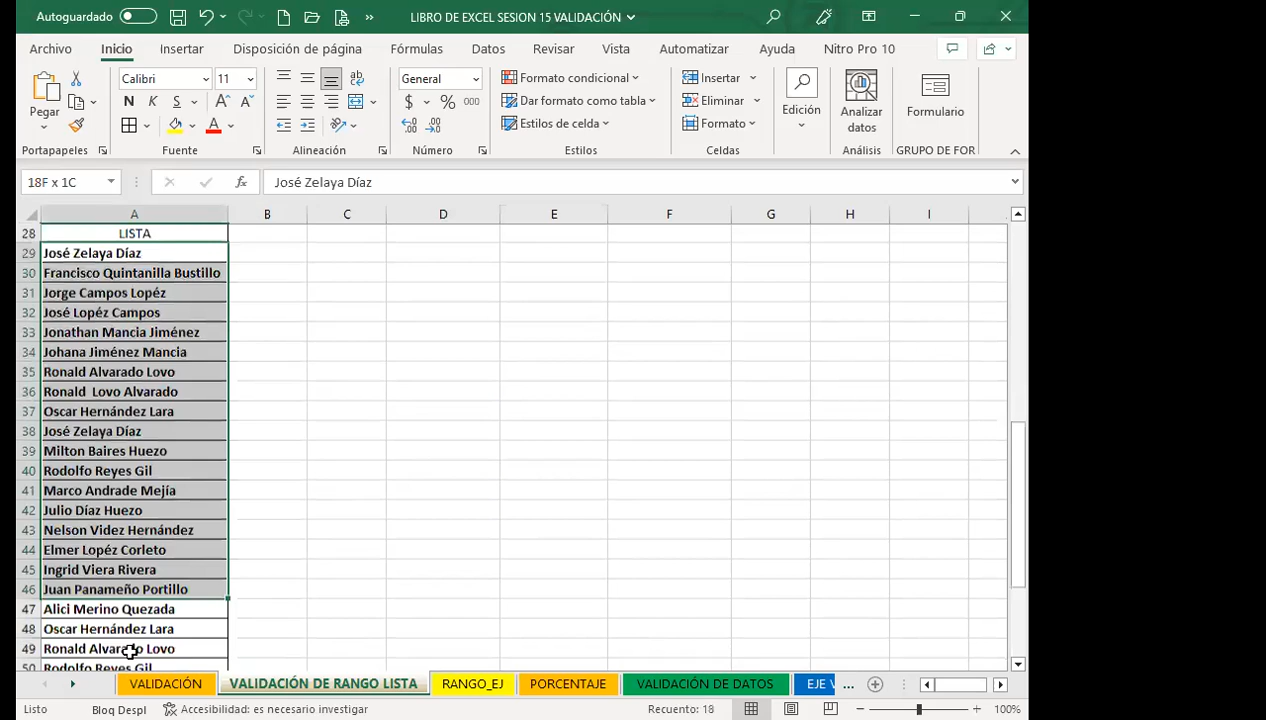 Autoguardado LIBRO DE EXCEL SESION 15 VALIDACIÓN
Archivo Inicio Insertar Disposición de página Fórmulas Datos Revisar Vista Automatizar Ayuda Nitro Pro 10
Pegar
Calibri 11
N K S A A A
ab
General
$ % 000
Formato condicional
Dar formato como tabla
Estilos de celda
Insertar
Eliminar
Formato
Edición
Analizar datos
Formulario
Portapapeles Fuente Alineación Número Estilos Celdas Análisis GRUPO DE FOR
18F x 1C fx José Zelaya Díaz
A B C D E F G H I
28 LISTA
29 José Zelaya Díaz
30 Francisco Quintanilla Bustillo
31 Jorge Campos Lopéz
32 José Lopéz Campos
33 Jonathan Mancia Jiménez
34 Johana Jiménez Mancia
35 Ronald Alvarado Lovo
36 Ronald Lovo Alvarado
37 Oscar Hernández Lara
38 José Zelaya Díaz
39 Milton Baires Huezo
40 Rodolfo Reyes Gil
41 Marco Andrade Mejía
42 Julio Díaz Huezo
43 Nelson Videz Hernández
44 Elmer Lopéz Corleto
45 Ingrid Viera Rivera
46 Juan Panameño Portillo
47 Alici Merino Quezada
48 Oscar Hernández Lara
49 Ronald Alvarado Lovo
50 Rodolfo Reyes Gil
VALIDACIÓN VALIDACIÓN DE RANGO LISTA RANGO_EJ PORCENTAJE VALIDACIÓN DE DATOS EJE V ...
Listo Bloq Despl Accesibilidad: es necesario investigar Recuento: 18 100%